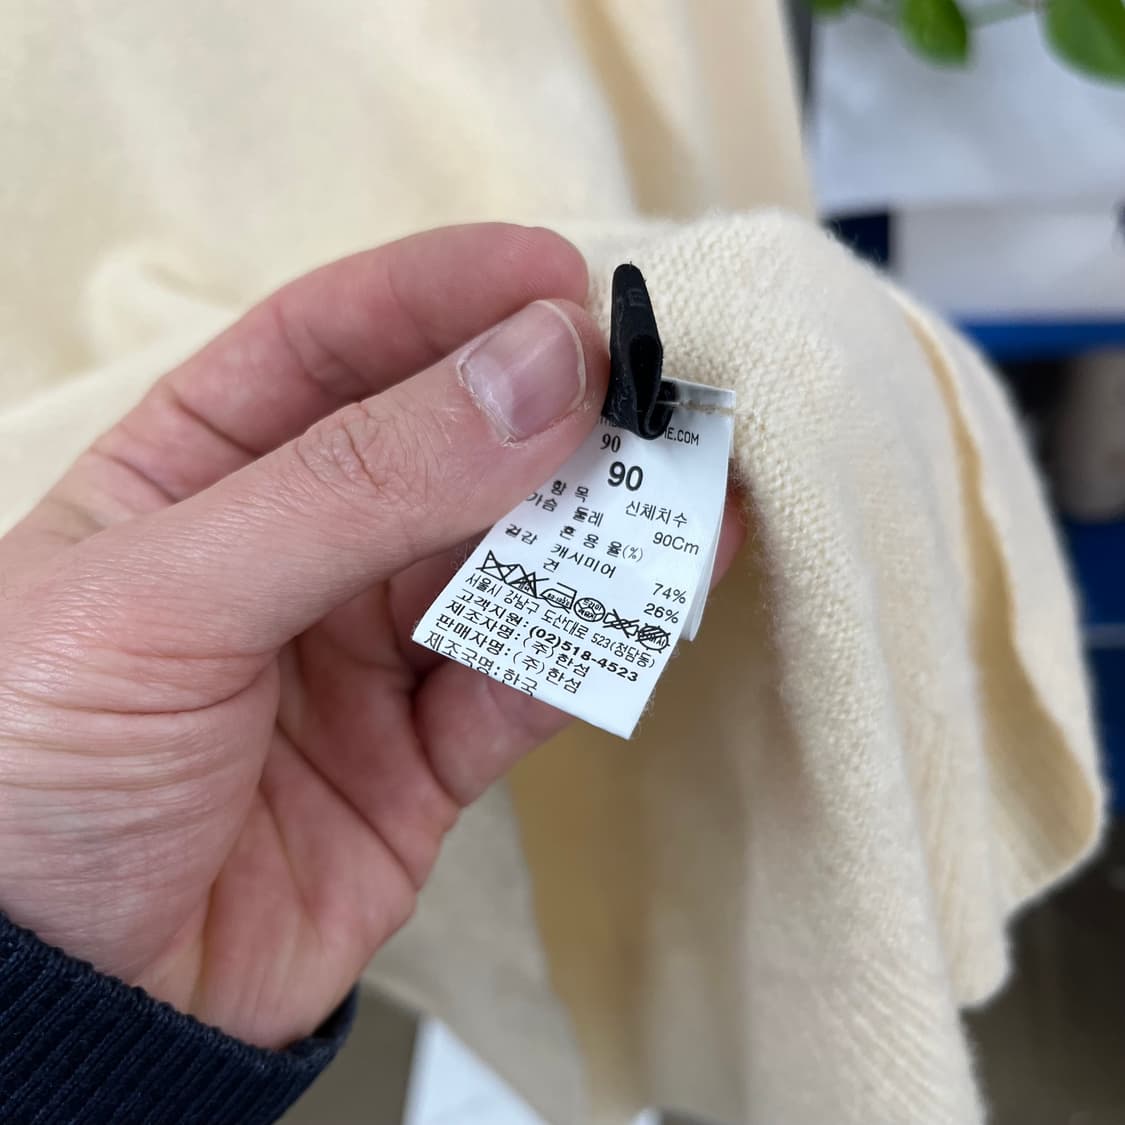 ME.COM
90
90
항목 신체치수
가슴둘레 90Cm
혼용율(%)
겉감 캐시미어 74%
견 26%
서울시 강남구 도산대로 523(청담동)
고객지원: (02)518-4523
제조자명: (주)한섬
판매자명: (주)한섬
제조국명: 한국